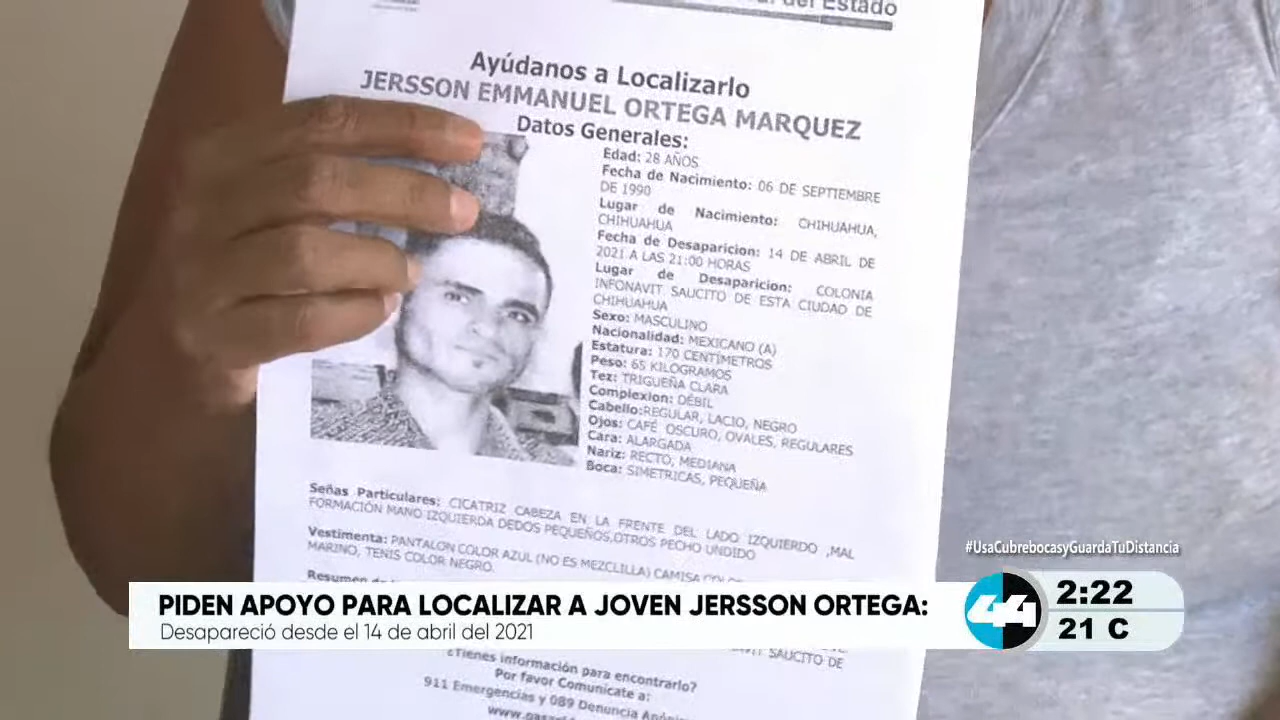 del Estado
Ayúdanos a Localizarlo
JERSSON EMMANUEL ORTEGA MARQUEZ
Datos Generales:
Edad: 28 AÑOS
Fecha de Nacimiento: 06 DE SEPTIEMBRE
DE 1990
Lugar de Nacimiento: CHIHUAHUA,
CHIHUAHUA
Fecha de Desaparicion: 14 DE ABRIL DE
2021 A LAS 21:00 HORAS
Lugar de Desaparicion: COLONIA
INFONAVIT SAUCITO DE ESTA CIUDAD DE
CHIHUAHUA
Sexo: MASCULINO
Nacionalidad: MEXICANO (A)
Estatura: 170 CENTIMETROS
Peso: 65 KILOGRAMOS
Tez: TRIGUEÑA CLARA
Complexion: DÉBIL
Cabello:REGULAR, LACIO, NEGRO
Ojos: CAFÉ OSCURO, OVALES, REGULARES
Cara: ALARGADA
Nariz: RECTO, MEDIANA
Boca: SIMETRICAS, PEQUEÑA
Señas Particulares: CICATRIZ CABEZA EN LA FRENTE DEL LADO IZQUIERDO ,MAL
FORMACIÓN MANO IZQUIERDA DEDOS PEQUEÑOS,OTROS PECHO UNDIDO
Vestimenta: PANTALON COLOR AZUL (NO ES MEZCLILLA) CAMISA
MARINO, TENIS COLOR NEGRO.
Resumen
#UsaCubrebocasyGuardaTuDistancia
PIDEN APOYO PARA LOCALIZAR A JOVEN JERSSON ORTEGA:
Desapareció desde el 14 de abril del 2021
44
2:22
21 C
SAUCITO DE
¿Tienes información para encontrarlo?
Por favor Comunícate a:
911 Emergencias y 089 Denuncia